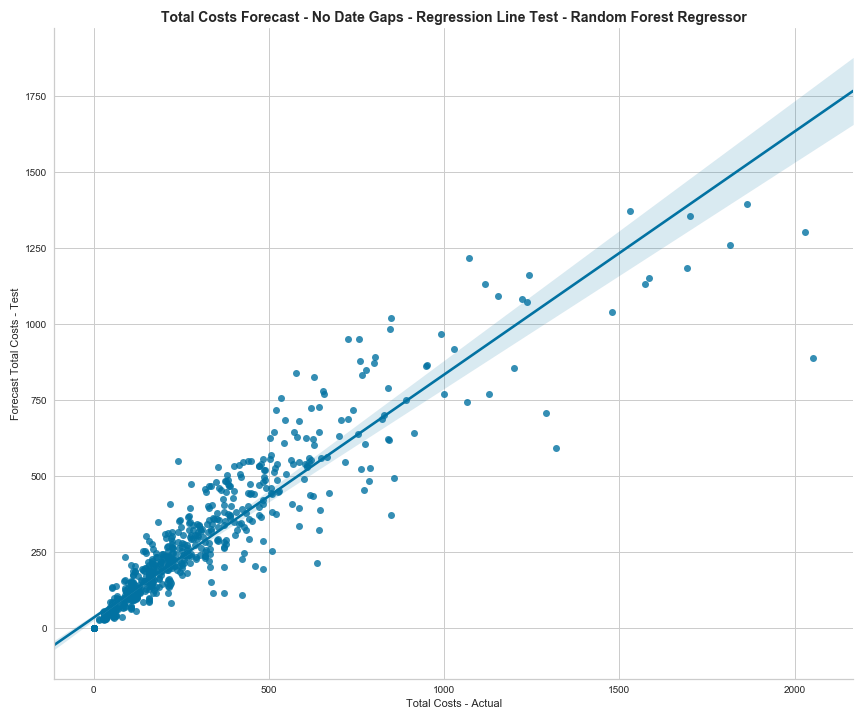 Total Costs Forecast - No Date Gaps - Regression Line Test - Random Forest Regressor
Forecast Total Costs - Test
1750
1500
1250
1000
750
500
250
0
0 500 1000 1500 2000
Total Costs - Actual